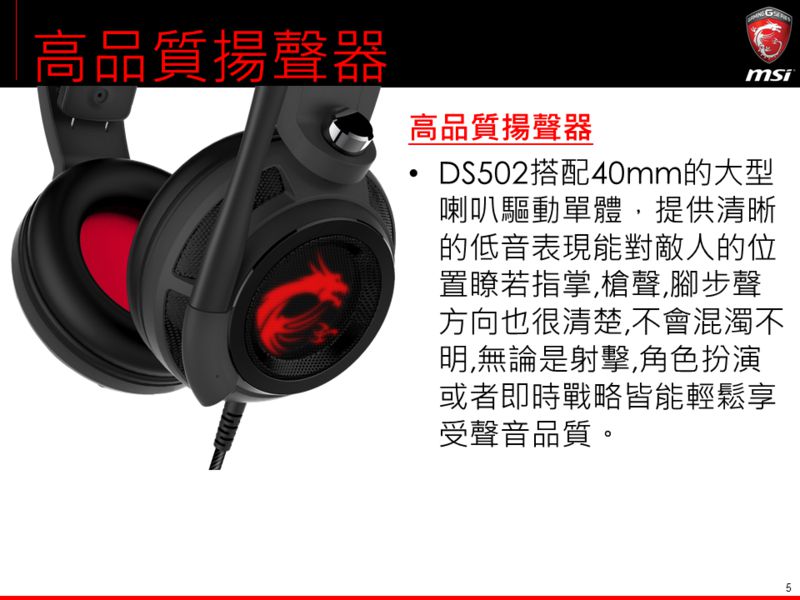 高品質揚聲器
GAMING G SERIES
msi
高品質揚聲器
• DS502搭配40mm的大型
喇叭驅動單體，提供清晰
的低音表現能對敵人的位
置瞭若指掌,槍聲,腳步聲
方向也很清楚,不會混濁不
明,無論是射擊,角色扮演
或者即時戰略皆能輕鬆享
受聲音品質。
5